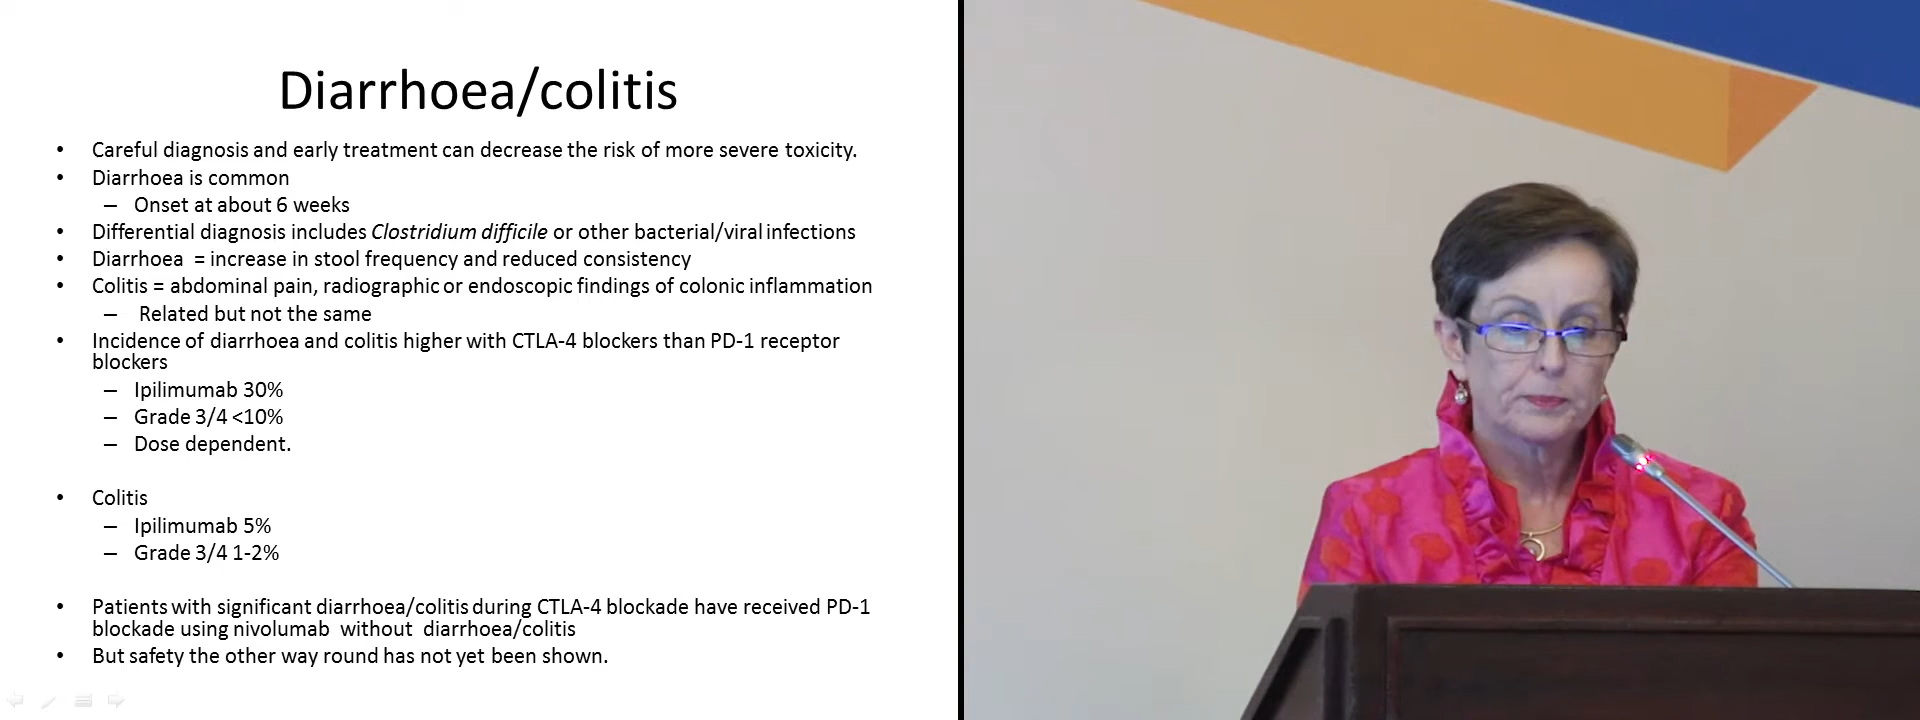 Diarrhoea/colitis
• Careful diagnosis and early treatment can decrease the risk of more severe toxicity.
• Diarrhoea is common
– Onset at about 6 weeks
• Differential diagnosis includes Clostridium difficile or other bacterial/viral infections
• Diarrhoea = increase in stool frequency and reduced consistency
• Colitis = abdominal pain, radiographic or endoscopic findings of colonic inflammation
– Related but not the same
• Incidence of diarrhoea and colitis higher with CTLA-4 blockers than PD-1 receptor
blockers
– Ipilimumab 30%
– Grade 3/4 <10%
– Dose dependent.
• Colitis
– Ipilimumab 5%
– Grade 3/4 1-2%
• Patients with significant diarrhoea/colitis during CTLA-4 blockade have received PD-1
blockade using nivolumab without diarrhoea/colitis
• But safety the other way round has not yet been shown.